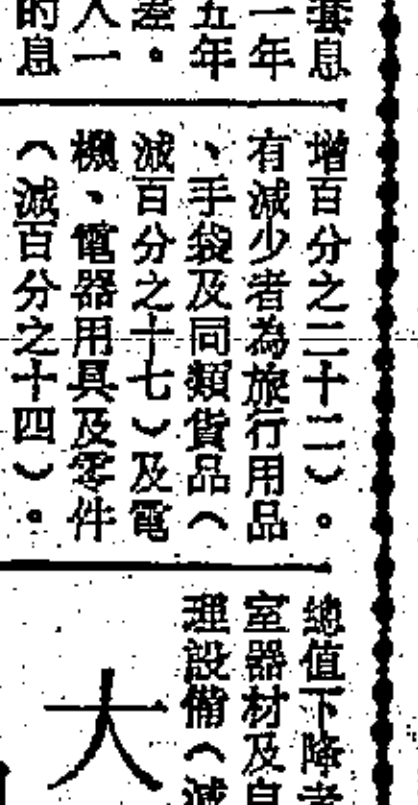 套息
一年
五年
差。
人一
的息
增百分之二十二）。
有減少者為旅行用品
、手袋及同類貨品（
減百分之十七）及電
機、電器用具及零件
（減百分之十四）。
總值下降者
室器材及自
理設備（減
大